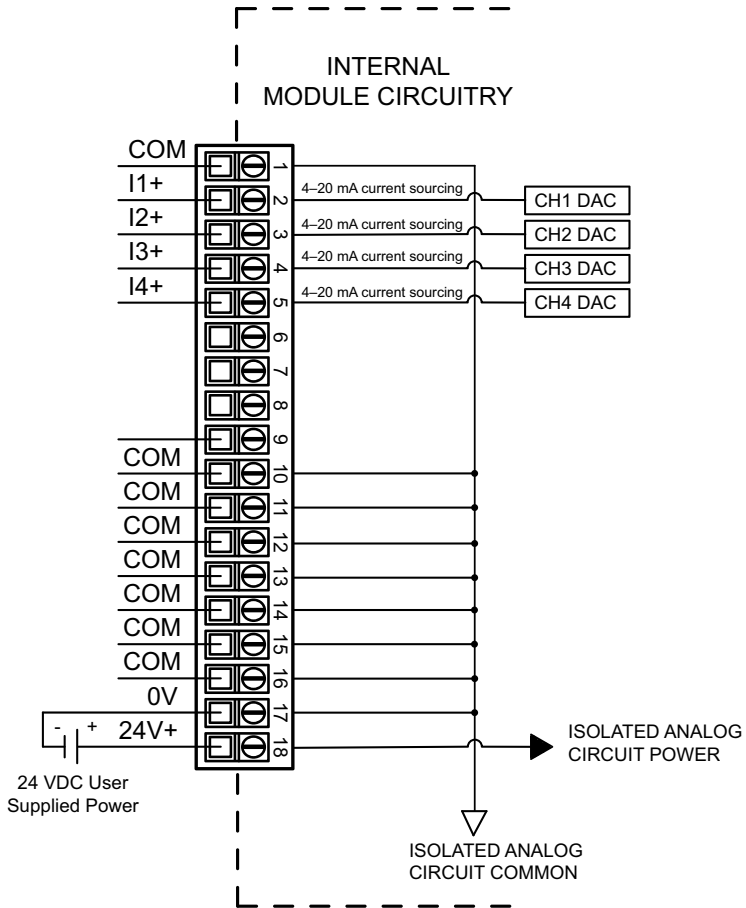 INTERNAL
MODULE CIRCUITRY
COM
1
I1+
2
4–20 mA current sourcing
CH1 DAC
I2+
3
4–20 mA current sourcing
CH2 DAC
I3+
4
4–20 mA current sourcing
CH3 DAC
I4+
5
4–20 mA current sourcing
CH4 DAC
6
7
8
9
COM
10
COM
11
COM
12
COM
13
COM
14
COM
15
COM
16
0V
17
- +
24V+
18
ISOLATED ANALOG
CIRCUIT POWER
24 VDC User
Supplied Power
ISOLATED ANALOG
CIRCUIT COMMON